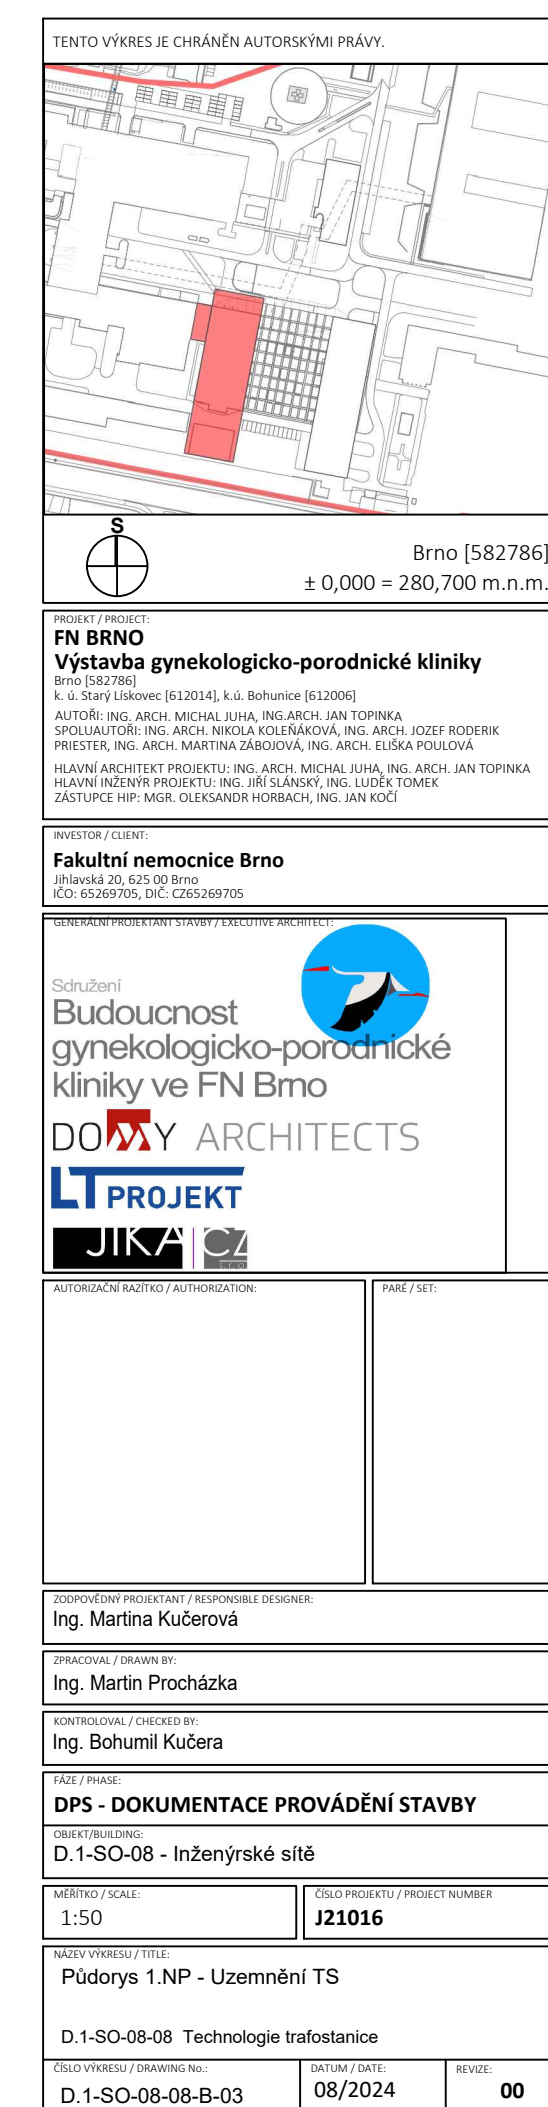 TENTO VÝKRES JE CHRÁNĚN AUTORSKÝMI PRÁVY.
S
Brno [582786]
± 0,000 = 280,700 m.n.m.
PROJEKT / PROJECT:
FN BRNO
Výstavba gynekologicko-porodnické kliniky
Brno [582786]
k. ú. Starý Lískovec [612014], k.ú. Bohunice [612006]
AUTOŘI: ING. ARCH. MICHAL JUHA, ING.ARCH. JAN TOPINKA
SPOLUAUTOŘI: ING. ARCH. NIKOLA KOLEŇÁKOVÁ, ING. ARCH. JOZEF RODERIK
PRIESTER, ING. ARCH. MARTINA ZÁBOJOVÁ, ING. ARCH. ELIŠKA POULOVÁ
HLAVNÍ ARCHITEKT PROJEKTU: ING. ARCH. MICHAL JUHA, ING. ARCH. JAN TOPINKA
HLAVNÍ INŽENÝR PROJEKTU: ING. JIŘÍ SLÁNSKÝ, ING. LUDĚK TOMEK
ZÁSTUPCE HIP: MGR. OLEKSANDR HORBACH, ING. JAN KOČÍ
INVESTOR / CLIENT:
Fakultní nemocnice Brno
Jihlavská 20, 625 00 Brno
IČO: 65269705, DIČ: CZ65269705
GENERÁLNÍ PROJEKTANT STAVBY / EXECUTIVE ARCHITECT:
Sdružení
Budoucnost
gynekologicko-porodnické
kliniky ve FN Brno
DOMY ARCHITECTS
LT PROJEKT
JIKA CZ
s.r.o.
AUTORIZAČNÍ RAZÍTKO / AUTHORIZATION:
PARÉ / SET:
ZODPOVĚDNÝ PROJEKTANT / RESPONSIBLE DESIGNER:
Ing. Martina Kučerová
ZPRACOVAL / DRAWN BY:
Ing. Martin Procházka
KONTROLOVAL / CHECKED BY:
Ing. Bohumil Kučera
FÁZE / PHASE:
DPS - DOKUMENTACE PROVÁDĚNÍ STAVBY
OBJEKT/BUILDING:
D.1-SO-08 - Inženýrské sítě
MĚŘÍTKO / SCALE:
1:50
ČÍSLO PROJEKTU / PROJECT NUMBER
J21016
NÁZEV VÝKRESU / TITLE:
Půdorys 1.NP - Uzemnění TS
D.1-SO-08-08 Technologie trafostanice
ČÍSLO VÝKRESU / DRAWING No.:
D.1-SO-08-08-B-03
DATUM / DATE:
08/2024
REVIZE:
00